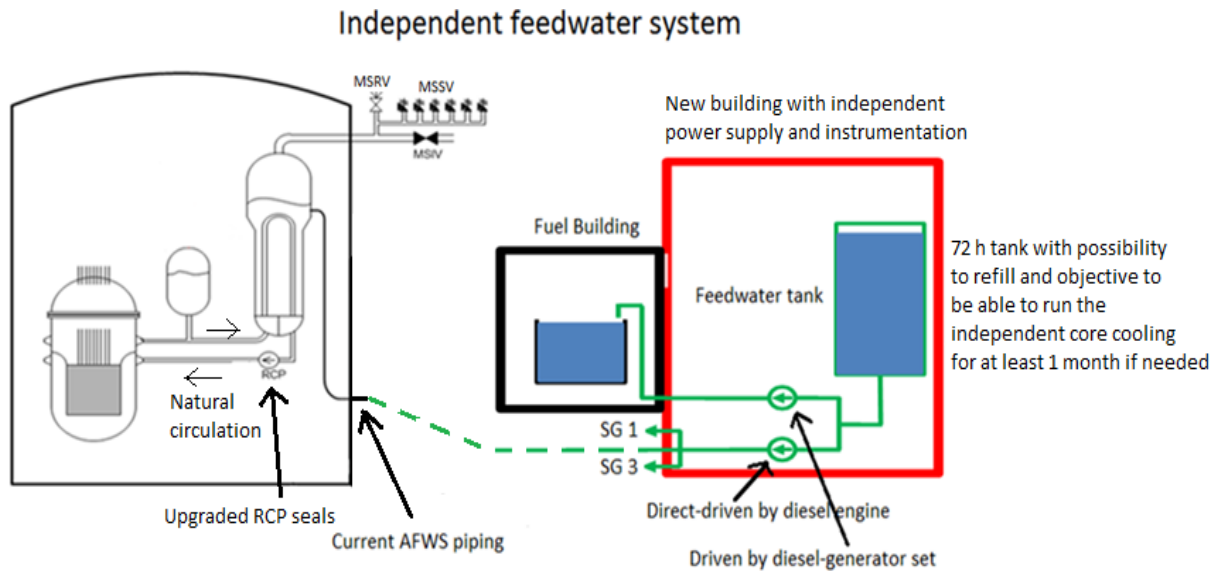 Independent feedwater system
MSRV
MSSV
MSIV
New building with independent
power supply and instrumentation
Fuel Building
Feedwater tank
72 h tank with possibility
to refill and objective to
be able to run the
independent core cooling
for at least 1 month if needed
RCP
Natural
circulation
SG 1
SG 3
Upgraded RCP seals
Current AFWS piping
Direct-driven by diesel engine
Driven by diesel-generator set